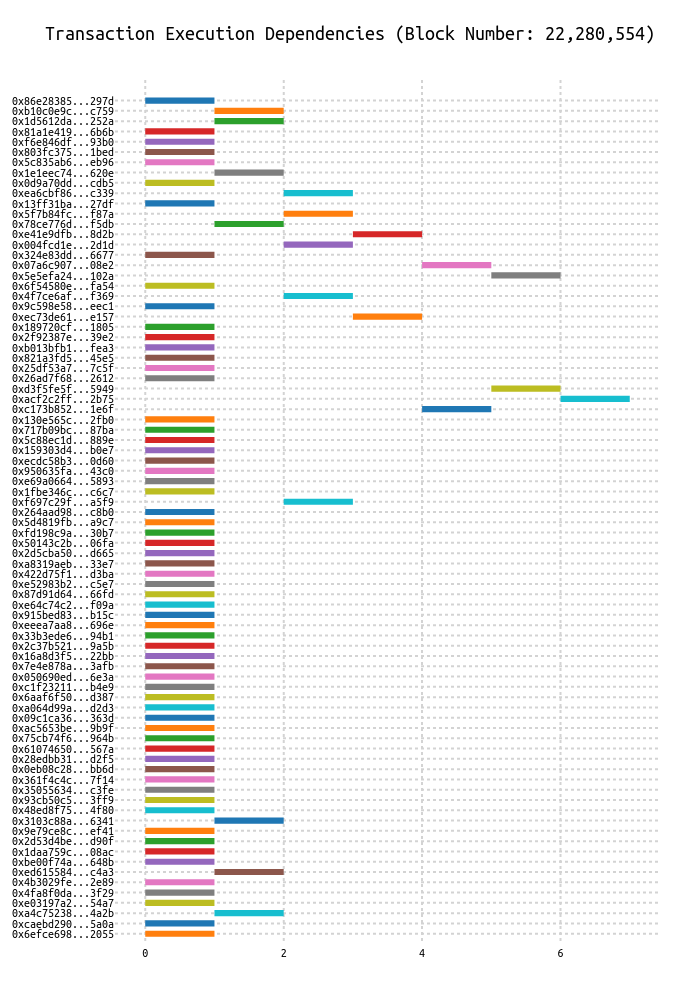 Transaction Execution Dependencies (Block Number: 22,280,554)
0x86e28385...297d
0xb10c0e9c...c759
0x1d5612da...252a
0x81a1e419...6b6b
0xf6e846df...93b0
0x803fc375...1bed
0x5c835ab6...eb96
0x1e1eec74...620e
0x0d9a70dd...cdb5
0xea6cbf86...c339
0x13ff31ba...27df
0x5f7b84fc...f87a
0x78ce776d...f5db
0xe41e9dfb...8d2b
0x004fcd1e...2d1d
0x324e83dd...6677
0x07a6c907...08e2
0x5e5efa24...102a
0x6f54580e...fa54
0x4f7ce6af...f369
0x9c598e58...eec1
0xec73de61...e157
0x189720cf...1805
0x2f92387e...39e2
0xb013bfb1...fea3
0x821a3fd5...45e5
0x25df53a7...7c5f
0x26ad7f68...2612
0xd3f5fe5f...5949
0xacf2c2ff...2b75
0xc173b852...1e6f
0x130e565c...2fb0
0x717b09bc...87ba
0x5c88ec1d...889e
0x159303d4...b0e7
0xecdc58b3...0d60
0x950635fa...43c0
0xe69a0664...5893
0x1fbe346c...c6c7
0xf697c29f...a5f9
0x264aad98...c8b0
0x5d4819fb...a9c7
0xfd198c9a...30b7
0x50143c2b...06fa
0x2d5cba50...d665
0xa8319aeb...33e7
0x422d75f1...d3ba
0xe52983b2...c5e7
0x87d91d64...66fd
0xe64c74c2...f09a
0x915bed83...b15c
0xeeea7aa8...696e
0x33b3ede6...94b1
0x2c37b521...9a5b
0x16a8d3f5...22bb
0x7e4e878a...3afb
0x050690ed...6e3a
0xc1f23211...b4e9
0x6aaf6f50...d387
0xa064d99a...d2d3
0x09c1ca36...363d
0xac5653be...9b9f
0x75cb74f6...964b
0x61074650...567a
0x28edbb31...d2f5
0x0eb08c28...bb6d
0x361f4c4c...7f14
0x35055634...c3fe
0x93cb50c5...3ff9
0x48ed8f75...4f80
0x3103c88a...6341
0x9e79ce8c...ef41
0x2d53d4be...d90f
0x1daa759c...08ac
0xbe00f74a...648b
0xed615584...c4a3
0x4b3029fe...2e89
0x4fa8f0da...3f29
0xe03197a2...54a7
0xa4c75238...4a2b
0xcaebd290...5a0a
0x6efce698...2055
0 2 4 6